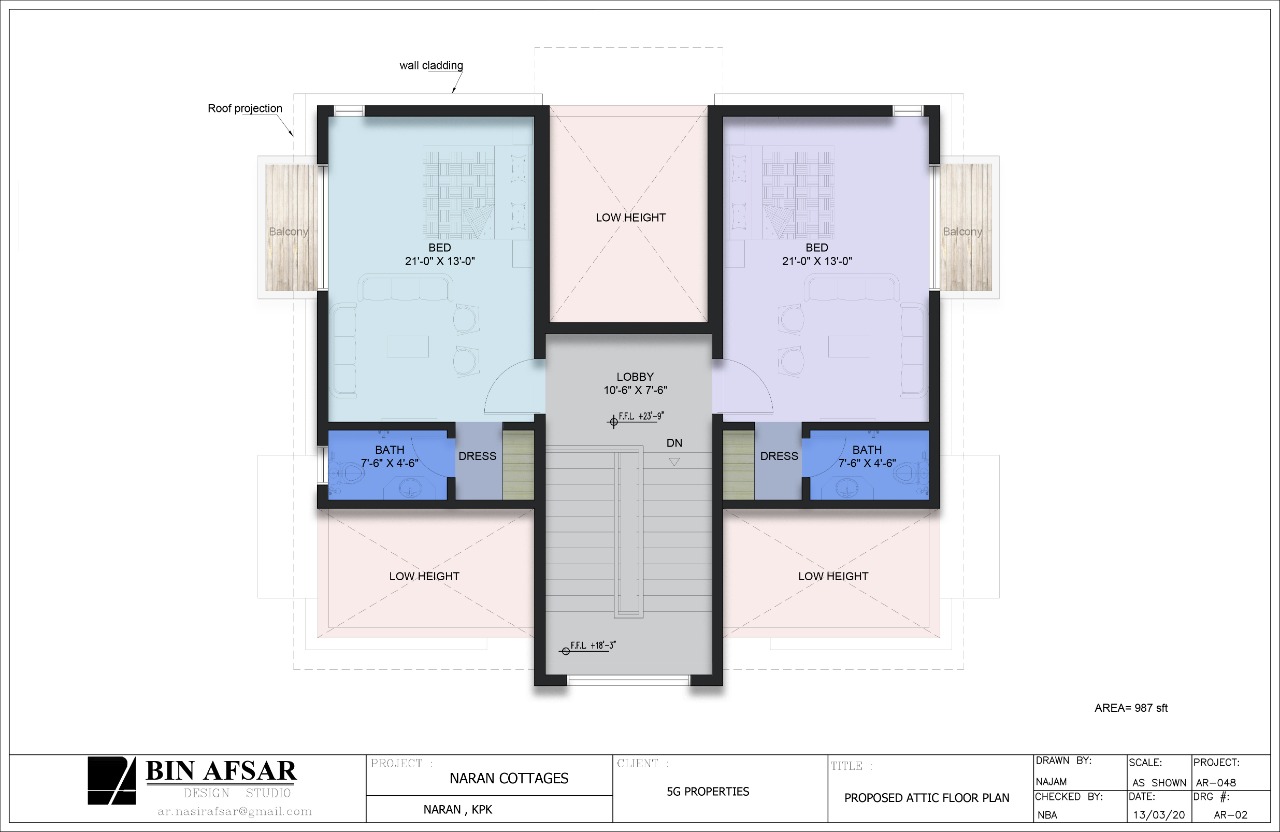 wall cladding
Roof projection
Balcony
BED
21'-0" X 13'-0"
LOW HEIGHT
BED
21'-0" X 13'-0"
Balcony
LOBBY
10'-6" X 7'-6"
F.F.L +23'-9"
DN
BATH
7'-6" X 4'-6"
DRESS
DRESS
BATH
7'-6" X 4'-6"
LOW HEIGHT
LOW HEIGHT
F.F.L +18'-3"
AREA= 987 sft
BIN AFSAR
DESIGN STUDIO
ar.nasirafsar@gmail.com
PROJECT :
NARAN COTTAGES
NARAN , KPK
CLIENT :
5G PROPERTIES
TITLE :
PROPOSED ATTIC FLOOR PLAN
DRAWN BY:
NAJAM
CHECKED BY:
NBA
SCALE:
AS SHOWN
DATE:
13/03/20
PROJECT:
AR-048
DRG #:
AR-02